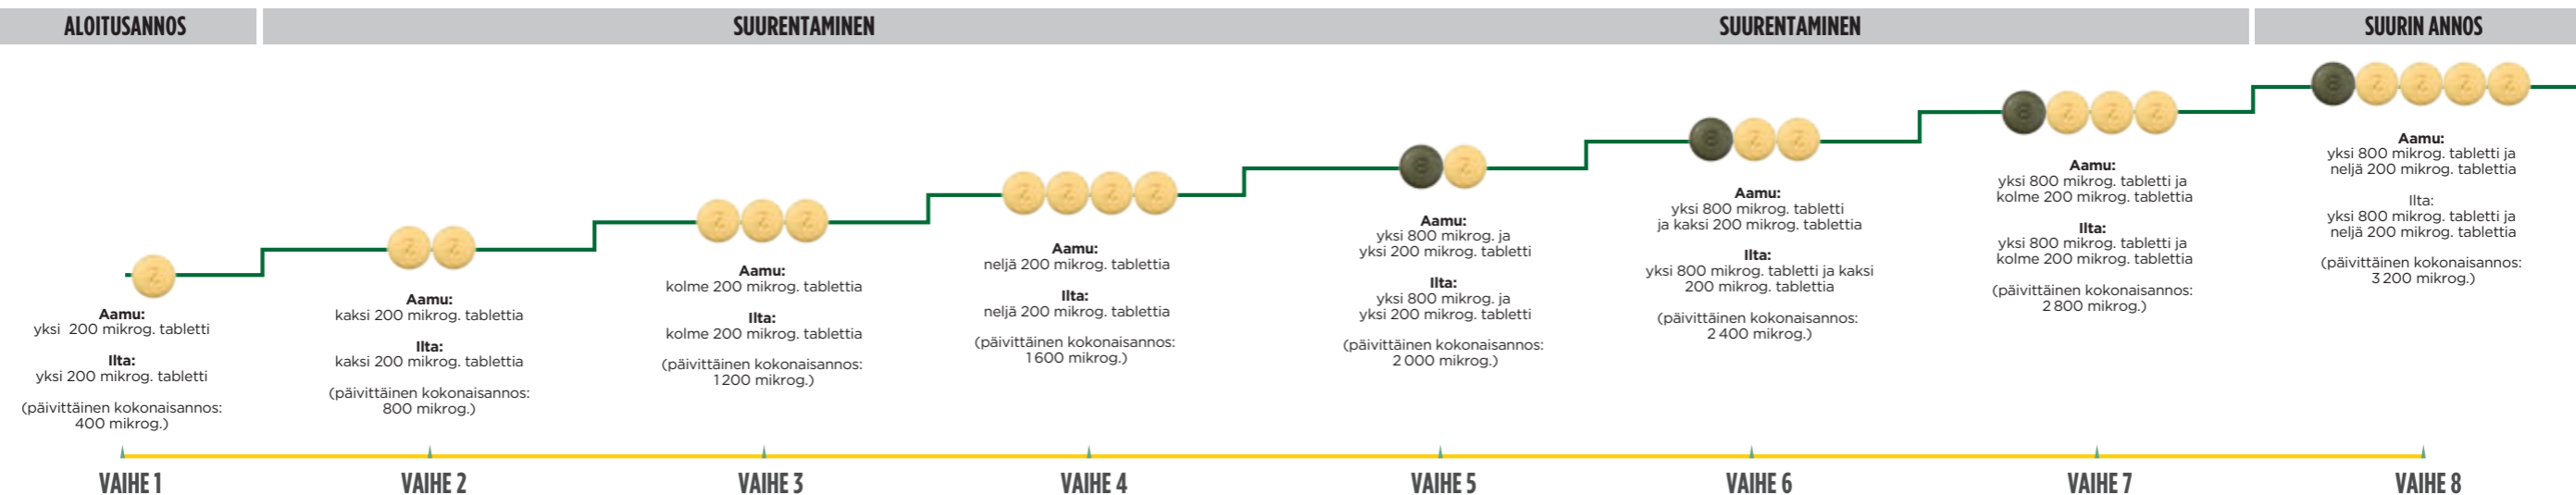 ALOITUSANNOS
SUURENTAMINEN
SUURENTAMINEN
SUURIN ANNOS
Aamu:
yksi 200 mikrog. tabletti
Ilta:
yksi 200 mikrog. tabletti
(päivittäinen kokonaisannos:
400 mikrog.)
Aamu:
kaksi 200 mikrog. tablettia
Ilta:
kaksi 200 mikrog. tablettia
(päivittäinen kokonaisannos:
800 mikrog.)
Aamu:
kolme 200 mikrog. tablettia
Ilta:
kolme 200 mikrog. tablettia
(päivittäinen kokonaisannos:
1200 mikrog.)
Aamu:
neljä 200 mikrog. tablettia
Ilta:
neljä 200 mikrog. tablettia
(päivittäinen kokonaisannos:
1600 mikrog.)
Aamu:
yksi 800 mikrog. ja
yksi 200 mikrog. tabletti
Ilta:
yksi 800 mikrog. ja
yksi 200 mikrog. tabletti
(päivittäinen kokonaisannos:
2 000 mikrog.)
Aamu:
yksi 800 mikrog. tabletti
ja kaksi 200 mikrog. tablettia
Ilta:
yksi 800 mikrog. tabletti ja kaksi
200 mikrog. tablettia
(päivittäinen kokonaisannos:
2 400 mikrog.)
Aamu:
yksi 800 mikrog. tabletti ja
kolme 200 mikrog. tablettia
Ilta:
yksi 800 mikrog. tabletti ja
kolme 200 mikrog. tablettia
(päivittäinen kokonaisannos:
2 800 mikrog.)
Aamu:
yksi 800 mikrog. tabletti ja
neljä 200 mikrog. tablettia
Ilta:
yksi 800 mikrog. tabletti ja
neljä 200 mikrog. tablettia
(päivittäinen kokonaisannos:
3 200 mikrog.)
VAIHE 1
VAIHE 2
VAIHE 3
VAIHE 4
VAIHE 5
VAIHE 6
VAIHE 7
VAIHE 8